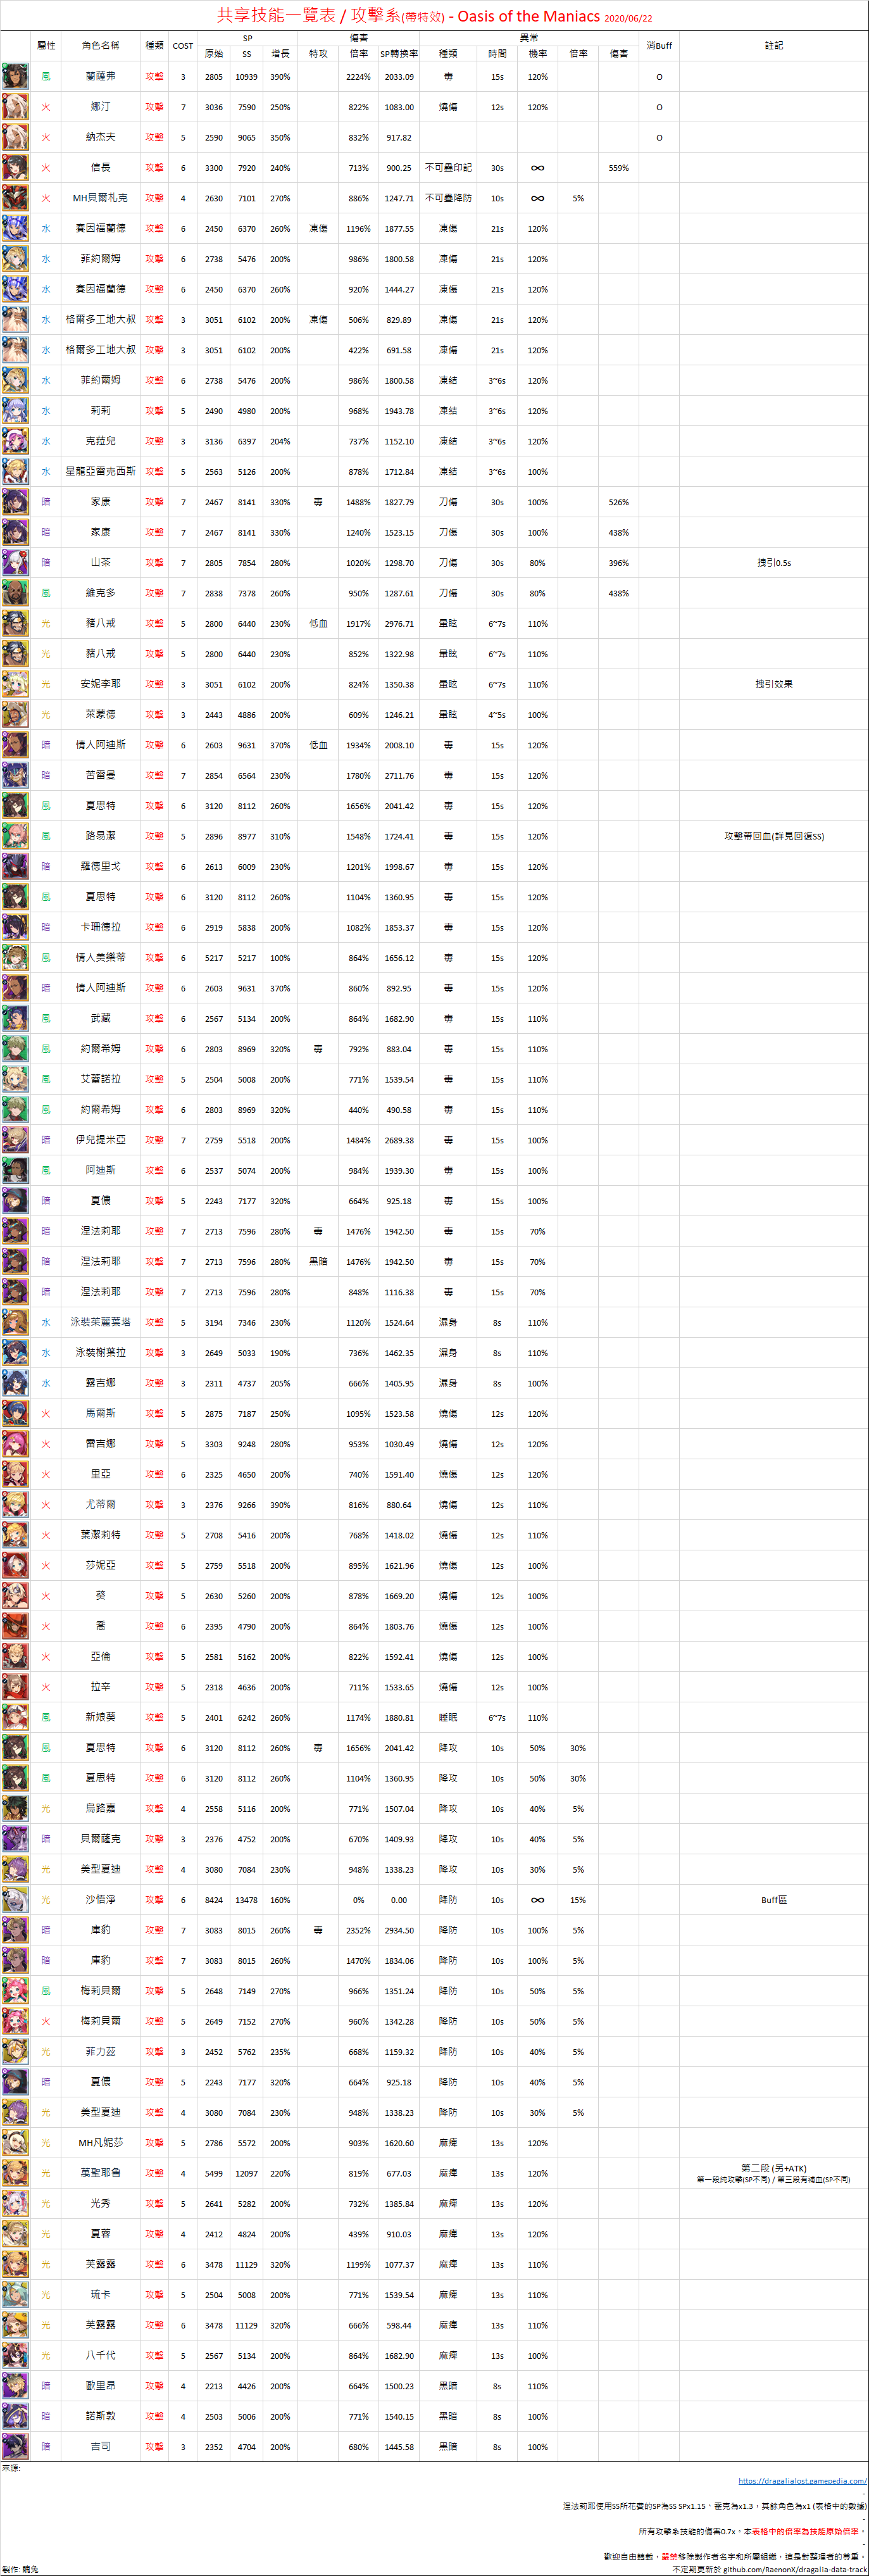 共享技能一覽表 / 攻擊系(帶特效) - Oasis of the Maniacs 2020/06/22
SP 傷害 異常
屬性 角色名稱 種類 COST 原始 SS 增長 特攻 倍率 SP轉換率 種類 時間 機率 倍率 傷害 消Buff 註記
風 蘭薩弗 攻擊 3 2805 10939 390% 2224% 2033.09 毒 15s 120% O
火 娜汀 攻擊 7 3036 7590 250% 822% 1083.00 燒傷 12s 120% O
火 納杰夫 攻擊 5 2590 9065 350% 832% 917.82 O
火 信長 攻擊 6 3300 7920 240% 713% 900.25 不可疊印記 30s ∞ 559%
火 MH貝爾札克 攻擊 4 2630 7101 270% 886% 1247.71 不可疊降防 10s ∞ 5%
水 賽因福蘭德 攻擊 6 2450 6370 260% 凍傷 1196% 1877.55 凍傷 21s 120%
水 菲約爾姆 攻擊 6 2738 5476 200% 986% 1800.58 凍傷 21s 120%
水 賽因福蘭德 攻擊 6 2450 6370 260% 920% 1444.27 凍傷 21s 120%
水 格爾多工地大叔 攻擊 3 3051 6102 200% 凍傷 506% 829.89 凍傷 21s 120%
水 格爾多工地大叔 攻擊 3 3051 6102 200% 422% 691.58 凍傷 21s 120%
水 菲約爾姆 攻擊 6 2738 5476 200% 986% 1800.58 凍結 3~6s 120%
水 莉莉 攻擊 5 2490 4980 200% 968% 1943.78 凍結 3~6s 120%
水 克菈兒 攻擊 3 3136 6397 204% 737% 1152.10 凍結 3~6s 120%
水 星龍亞雷克西斯 攻擊 5 2563 5126 200% 878% 1712.84 凍結 3~6s 100%
暗 家康 攻擊 7 2467 8141 330% 毒 1488% 1827.79 刀傷 30s 100% 526%
暗 家康 攻擊 7 2467 8141 330% 1240% 1523.15 刀傷 30s 100% 438%
暗 山茶 攻擊 7 2805 7854 280% 1020% 1298.70 刀傷 30s 80% 396% 拽引0.5s
風 維克多 攻擊 7 2838 7378 260% 950% 1287.61 刀傷 30s 80% 438%
光 豬八戒 攻擊 5 2800 6440 230% 低血 1917% 2976.71 暈眩 6~7s 110%
光 豬八戒 攻擊 5 2800 6440 230% 852% 1322.98 暈眩 6~7s 110%
光 安妮李耶 攻擊 3 3051 6102 200% 824% 1350.38 暈眩 6~7s 110% 拽引效果
光 萊蒙德 攻擊 3 2443 4886 200% 609% 1246.21 暈眩 4~5s 100%
暗 情人阿迪斯 攻擊 6 2603 9631 370% 低血 1934% 2008.10 毒 15s 120%
暗 苦雷曼 攻擊 7 2854 6564 230% 1780% 2711.76 毒 15s 120%
風 夏思特 攻擊 6 3120 8112 260% 1656% 2041.42 毒 15s 120%
風 路易潔 攻擊 5 2896 8977 310% 1548% 1724.41 毒 15s 120% 攻擊帶回血(詳見回復SS)
暗 羅德里戈 攻擊 6 2613 6009 230% 1201% 1998.67 毒 15s 120%
風 夏思特 攻擊 6 3120 8112 260% 1104% 1360.95 毒 15s 120%
暗 卡珊德拉 攻擊 6 2919 5838 200% 1082% 1853.37 毒 15s 120%
風 情人美樂蒂 攻擊 6 5217 5217 100% 864% 1656.12 毒 15s 120%
暗 情人阿迪斯 攻擊 6 2603 9631 370% 860% 892.95 毒 15s 120%
風 武藏 攻擊 6 2567 5134 200% 864% 1682.90 毒 15s 110%
風 約爾希姆 攻擊 6 2803 8969 320% 毒 792% 883.04 毒 15s 110%
風 艾蕾諾拉 攻擊 5 2504 5008 200% 771% 1539.54 毒 15s 110%
風 約爾希姆 攻擊 6 2803 8969 320% 440% 490.58 毒 15s 110%
暗 伊兒提米亞 攻擊 7 2759 5518 200% 1484% 2689.38 毒 15s 100%
風 阿迪斯 攻擊 6 2537 5074 200% 984% 1939.30 毒 15s 100%
暗 夏儂 攻擊 5 2243 7177 320% 664% 925.18 毒 15s 100%
暗 涅法莉耶 攻擊 7 2713 7596 280% 毒 1476% 1942.50 毒 15s 70%
暗 涅法莉耶 攻擊 7 2713 7596 280% 黑暗 1476% 1942.50 毒 15s 70%
暗 涅法莉耶 攻擊 7 2713 7596 280% 848% 1116.38 毒 15s 70%
水 泳裝茱麗葉塔 攻擊 5 3194 7346 230% 1120% 1524.64 濕身 8s 110%
水 泳裝榭葉拉 攻擊 3 2649 5033 190% 736% 1462.35 濕身 8s 110%
水 露吉娜 攻擊 3 2311 4737 205% 666% 1405.95 濕身 8s 100%
火 馬爾斯 攻擊 5 2875 7187 250% 1095% 1523.58 燒傷 12s 120%
火 雷吉娜 攻擊 5 3303 9248 280% 953% 1030.49 燒傷 12s 120%
火 里亞 攻擊 6 2325 4650 200% 740% 1591.40 燒傷 12s 120%
火 尤蒂爾 攻擊 3 2376 9266 390% 816% 880.64 燒傷 12s 110%
火 葉潔莉特 攻擊 5 2708 5416 200% 768% 1418.02 燒傷 12s 110%
火 莎妮亞 攻擊 5 2759 5518 200% 895% 1621.96 燒傷 12s 100%
火 葵 攻擊 5 2630 5260 200% 878% 1669.20 燒傷 12s 100%
火 喬 攻擊 6 2395 4790 200% 864% 1803.76 燒傷 12s 100%
火 亞倫 攻擊 5 2581 5162 200% 822% 1592.41 燒傷 12s 100%
火 拉辛 攻擊 5 2318 4636 200% 711% 1533.65 燒傷 12s 100%
風 新娘葵 攻擊 5 2401 6242 260% 1174% 1880.81 睡眠 6~7s 110%
風 夏思特 攻擊 6 3120 8112 260% 毒 1656% 2041.42 降攻 10s 50% 30%
風 夏思特 攻擊 6 3120 8112 260% 1104% 1360.95 降攻 10s 50% 30%
光 烏路嘉 攻擊 4 2558 5116 200% 771% 1507.04 降攻 10s 40% 5%
暗 貝爾薩克 攻擊 3 2376 4752 200% 670% 1409.93 降攻 10s 40% 5%
光 美型夏迪 攻擊 4 3080 7084 230% 948% 1338.23 降攻 10s 30% 5%
光 沙悟淨 攻擊 6 8424 13478 160% 0% 0.00 降防 10s ∞ 15% Buff區
暗 庫豹 攻擊 7 3083 8015 260% 毒 2352% 2934.50 降防 10s 100% 5%
暗 庫豹 攻擊 7 3083 8015 260% 1470% 1834.06 降防 10s 100% 5%
風 梅莉貝爾 攻擊 5 2648 7149 270% 966% 1351.24 降防 10s 50% 5%
火 梅莉貝爾 攻擊 5 2649 7152 270% 960% 1342.28 降防 10s 50% 5%
光 菲力茲 攻擊 3 2452 5762 235% 668% 1159.32 降防 10s 40% 5%
暗 夏儂 攻擊 5 2243 7177 320% 664% 925.18 降防 10s 40% 5%
光 美型夏迪 攻擊 4 3080 7084 230% 948% 1338.23 降防 10s 30% 5%
光 MH凡妮莎 攻擊 5 2786 5572 200% 903% 1620.60 麻痺 13s 120%
光 萬聖耶魯 攻擊 4 5499 12097 220% 819% 677.03 麻痺 13s 120% 第二段 (另+ATK)
第一段純攻擊(SP不同) / 第三段有補血(SP不同)
光 光秀 攻擊 5 2641 5282 200% 732% 1385.84 麻痺 13s 120%
光 夏蓉 攻擊 4 2412 4824 200% 439% 910.03 麻痺 13s 120%
光 芙露露 攻擊 6 3478 11129 320% 1199% 1077.37 麻痺 13s 110%
光 琉卡 攻擊 5 2504 5008 200% 771% 1539.54 麻痺 13s 110%
光 芙露露 攻擊 6 3478 11129 320% 666% 598.44 麻痺 13s 110%
光 八千代 攻擊 5 2567 5134 200% 864% 1682.90 麻痺 13s 100%
暗 歐里昂 攻擊 4 2213 4426 200% 664% 1500.23 黑暗 8s 110%
暗 諾斯敦 攻擊 4 2503 5006 200% 771% 1540.15 黑暗 8s 100%
暗 吉司 攻擊 3 2352 4704 200% 680% 1445.58 黑暗 8s 100%
來源:
https://dragalialost.gamepedia.com/
-
涅法莉耶使用SS所花費的SP為SS SPx1.15、霍克為x1.3，其餘角色為x1 (表格中的數據)
-
所有攻擊系技能的傷害0.7x，本表格中的倍率為技能原始倍率。
-
歡迎自由轉載，嚴禁移除製作者名字和所屬組織，這是對整理者的尊重。
製作: 鵲兔 不定期更新於 github.com/RaenonX/dragalia-data-track